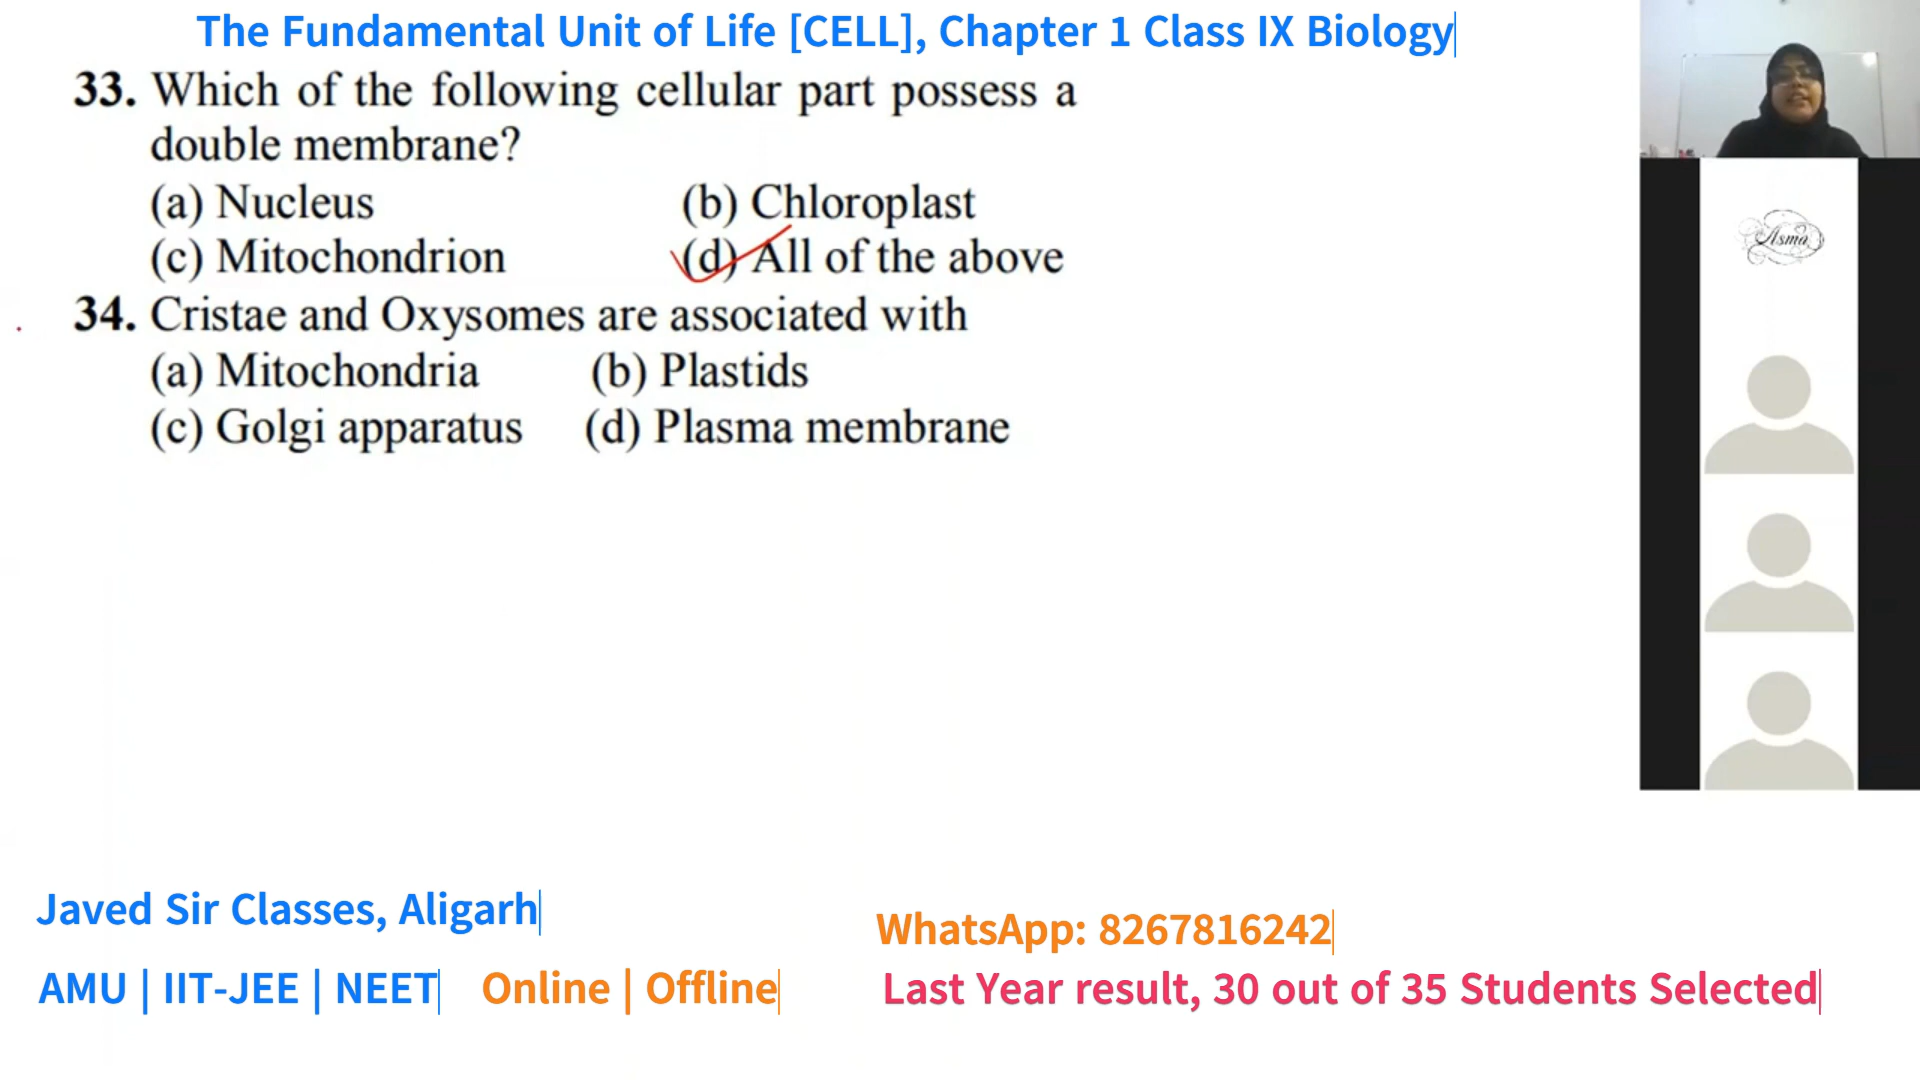 The Fundamental Unit of Life [CELL], Chapter 1 Class IX Biology
33. Which of the following cellular part possess a
double membrane?
(a) Nucleus (b) Chloroplast
(c) Mitochondrion (d) All of the above
34. Cristae and Oxysomes are associated with
(a) Mitochondria (b) Plastids
(c) Golgi apparatus (d) Plasma membrane
Asma
Javed Sir Classes, Aligarh
WhatsApp: 8267816242
AMU | IIT-JEE | NEET Online | Offline
Last Year result, 30 out of 35 Students Selected